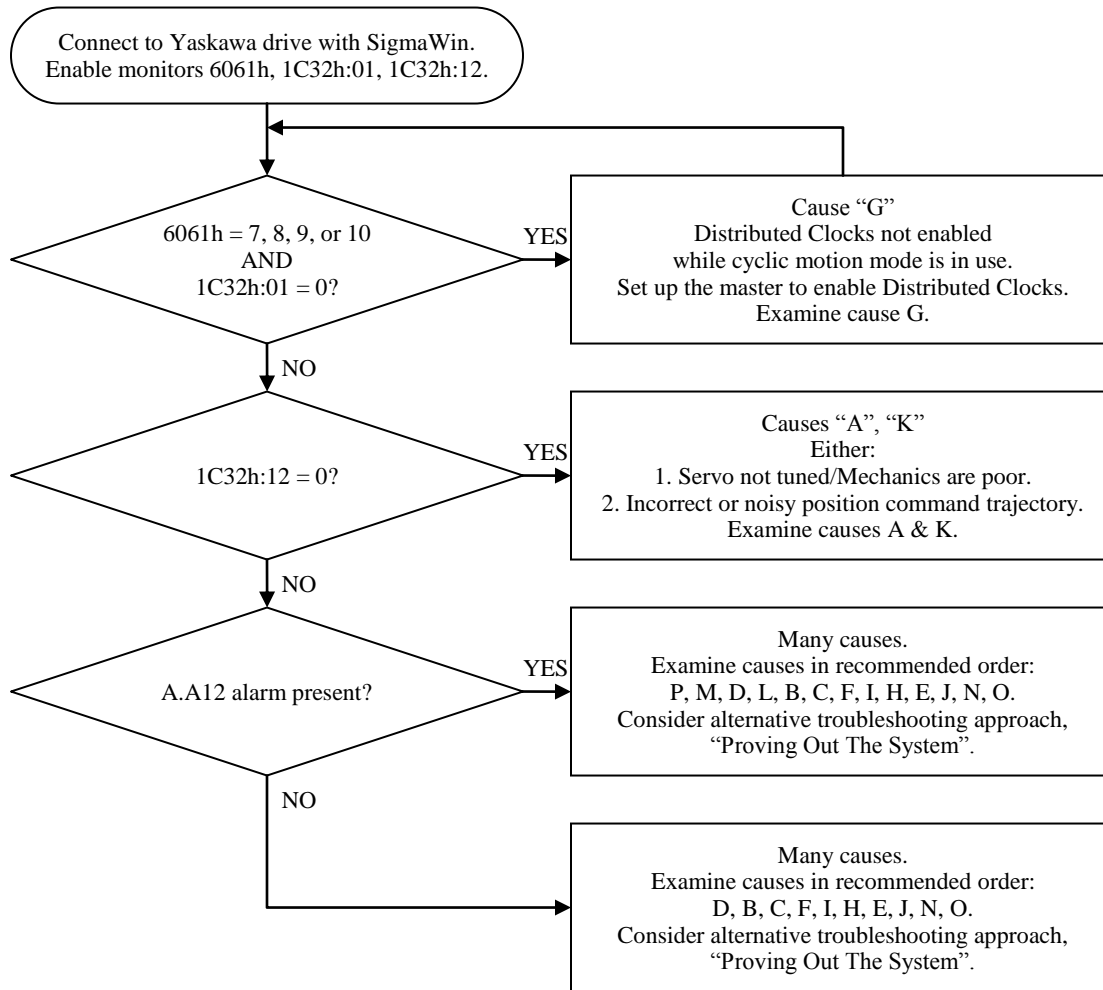 Connect to Yaskawa drive with SigmaWin.
Enable monitors 6061h, 1C32h:01, 1C32h:12.
6061h = 7, 8, 9, or 10
AND
1C32h:01 = 0?
YES
Cause “G”
Distributed Clocks not enabled
while cyclic motion mode is in use.
Set up the master to enable Distributed Clocks.
Examine cause G.
NO
1C32h:12 = 0?
YES
Causes “A”, “K”
Either:
1. Servo not tuned/Mechanics are poor.
2. Incorrect or noisy position command trajectory.
Examine causes A & K.
NO
A.A12 alarm present?
YES
Many causes.
Examine causes in recommended order:
P, M, D, L, B, C, F, I, H, E, J, N, O.
Consider alternative troubleshooting approach,
“Proving Out The System”.
NO
Many causes.
Examine causes in recommended order:
D, B, C, F, I, H, E, J, N, O.
Consider alternative troubleshooting approach,
“Proving Out The System”.